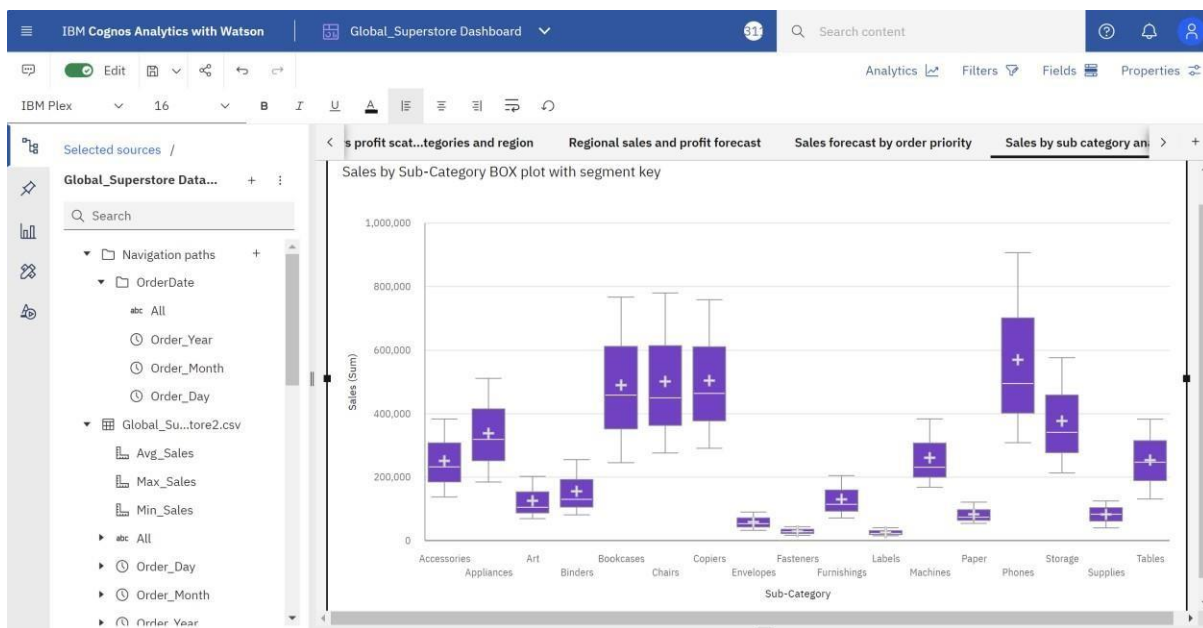 IBM Cognos Analytics with Watson
Global_Superstore Dashboard
311
Search content
Edit
Analytics
Filters
Fields
Properties
IBM Plex
16
B
I
U
A
Selected sources /
Global_Superstore Data...
Search
Navigation paths
OrderDate
abc All
Order_Year
Order_Month
Order_Day
Global_Su...tore2.csv
Avg_Sales
Max_Sales
Min_Sales
abc All
Order_Day
Order_Month
Order Year
s profit scat...tegories and region
Regional sales and profit forecast
Sales forecast by order priority
Sales by sub category an
Sales by Sub-Category BOX plot with segment key
1,000,000
800,000
600,000
400,000
200,000
0
Sales (Sum)
Accessories
Appliances
Art
Binders
Bookcases
Chairs
Copiers
Envelopes
Fasteners
Furnishings
Labels
Machines
Paper
Phones
Storage
Supplies
Tables
Sub-Category